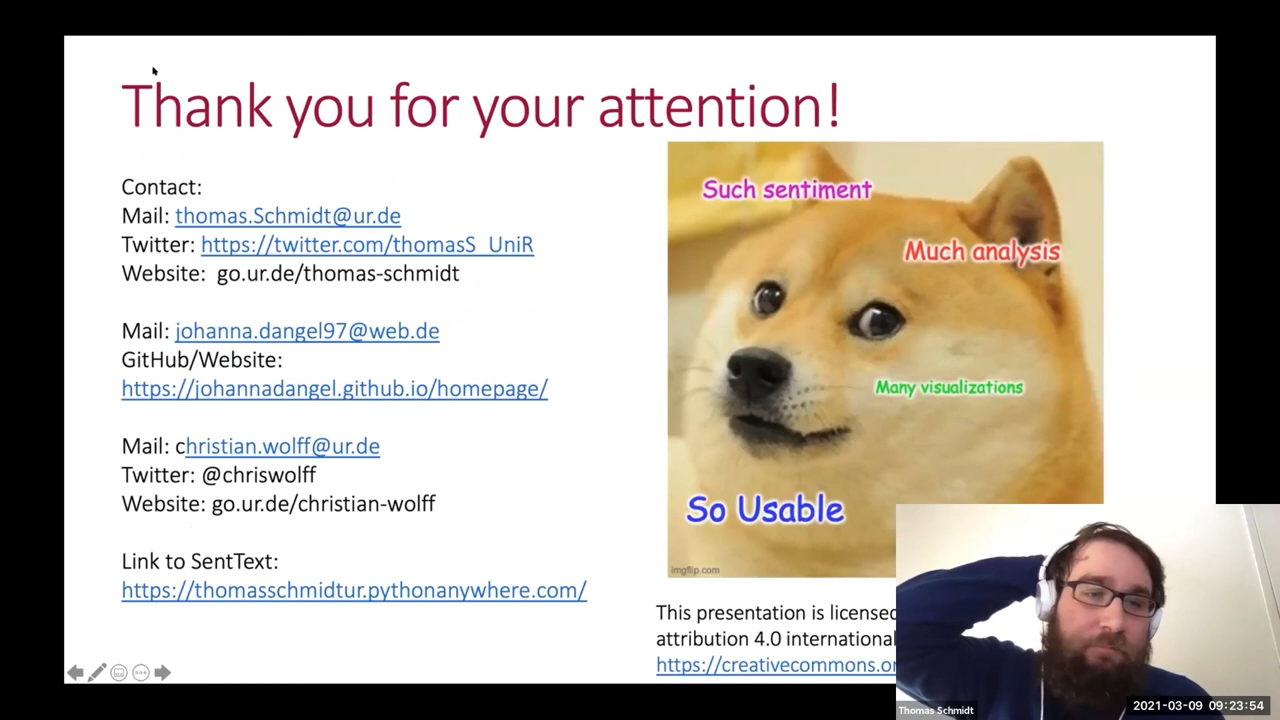 Thank you for your attention!
Contact:
Mail: thomas.Schmidt@ur.de
Twitter: https://twitter.com/thomasS_UniR
Website: go.ur.de/thomas-schmidt
Mail: johanna.dangel97@web.de
GitHub/Website:
https://johannadangel.github.io/homepage/
Mail: christian.wolff@ur.de
Twitter: @chriswolff
Website: go.ur.de/christian-wolff
Link to SentText:
https://thomasschmidtur.pythonanywhere.com/
Such sentiment
Much analysis
Many visualizations
So Usable
imgflip.com
This presentation is licensed
attribution 4.0 international
https://creativecommons.or
Thomas Schmidt
2021-03-09 09:23:54